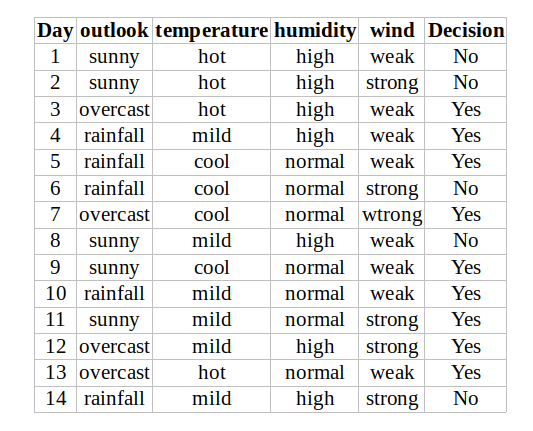 Day outlook temperature humidity wind Decision
1 sunny hot high weak No
2 sunny hot high strong No
3 overcast hot high weak Yes
4 rainfall mild high weak Yes
5 rainfall cool normal weak Yes
6 rainfall cool normal strong No
7 overcast cool normal wtrong Yes
8 sunny mild high weak No
9 sunny cool normal weak Yes
10 rainfall mild normal weak Yes
11 sunny mild normal strong Yes
12 overcast mild high strong Yes
13 overcast hot normal weak Yes
14 rainfall mild high strong No